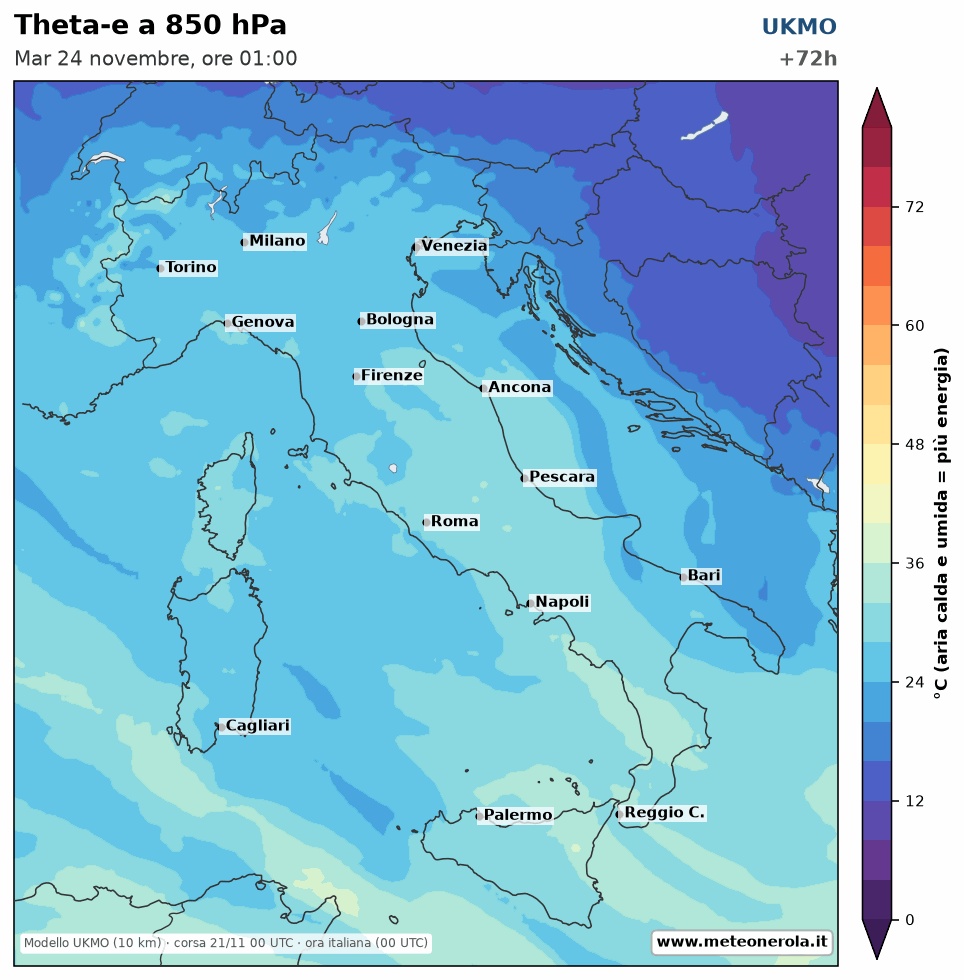 Theta-e a 850 hPa
UKMO
Mar 24 novembre, ore 01:00
+72h
Milano
Venezia
Torino
Genova
Bologna
Firenze
Ancona
Pescara
Roma
Bari
Napoli
Cagliari
Palermo
Reggio C.
72
60
48
36
24
12
0
°C (aria calda e umida = più energia)
Modello UKMO (10 km) · corsa 21/11 00 UTC · ora italiana (00 UTC)
www.meteonerola.it